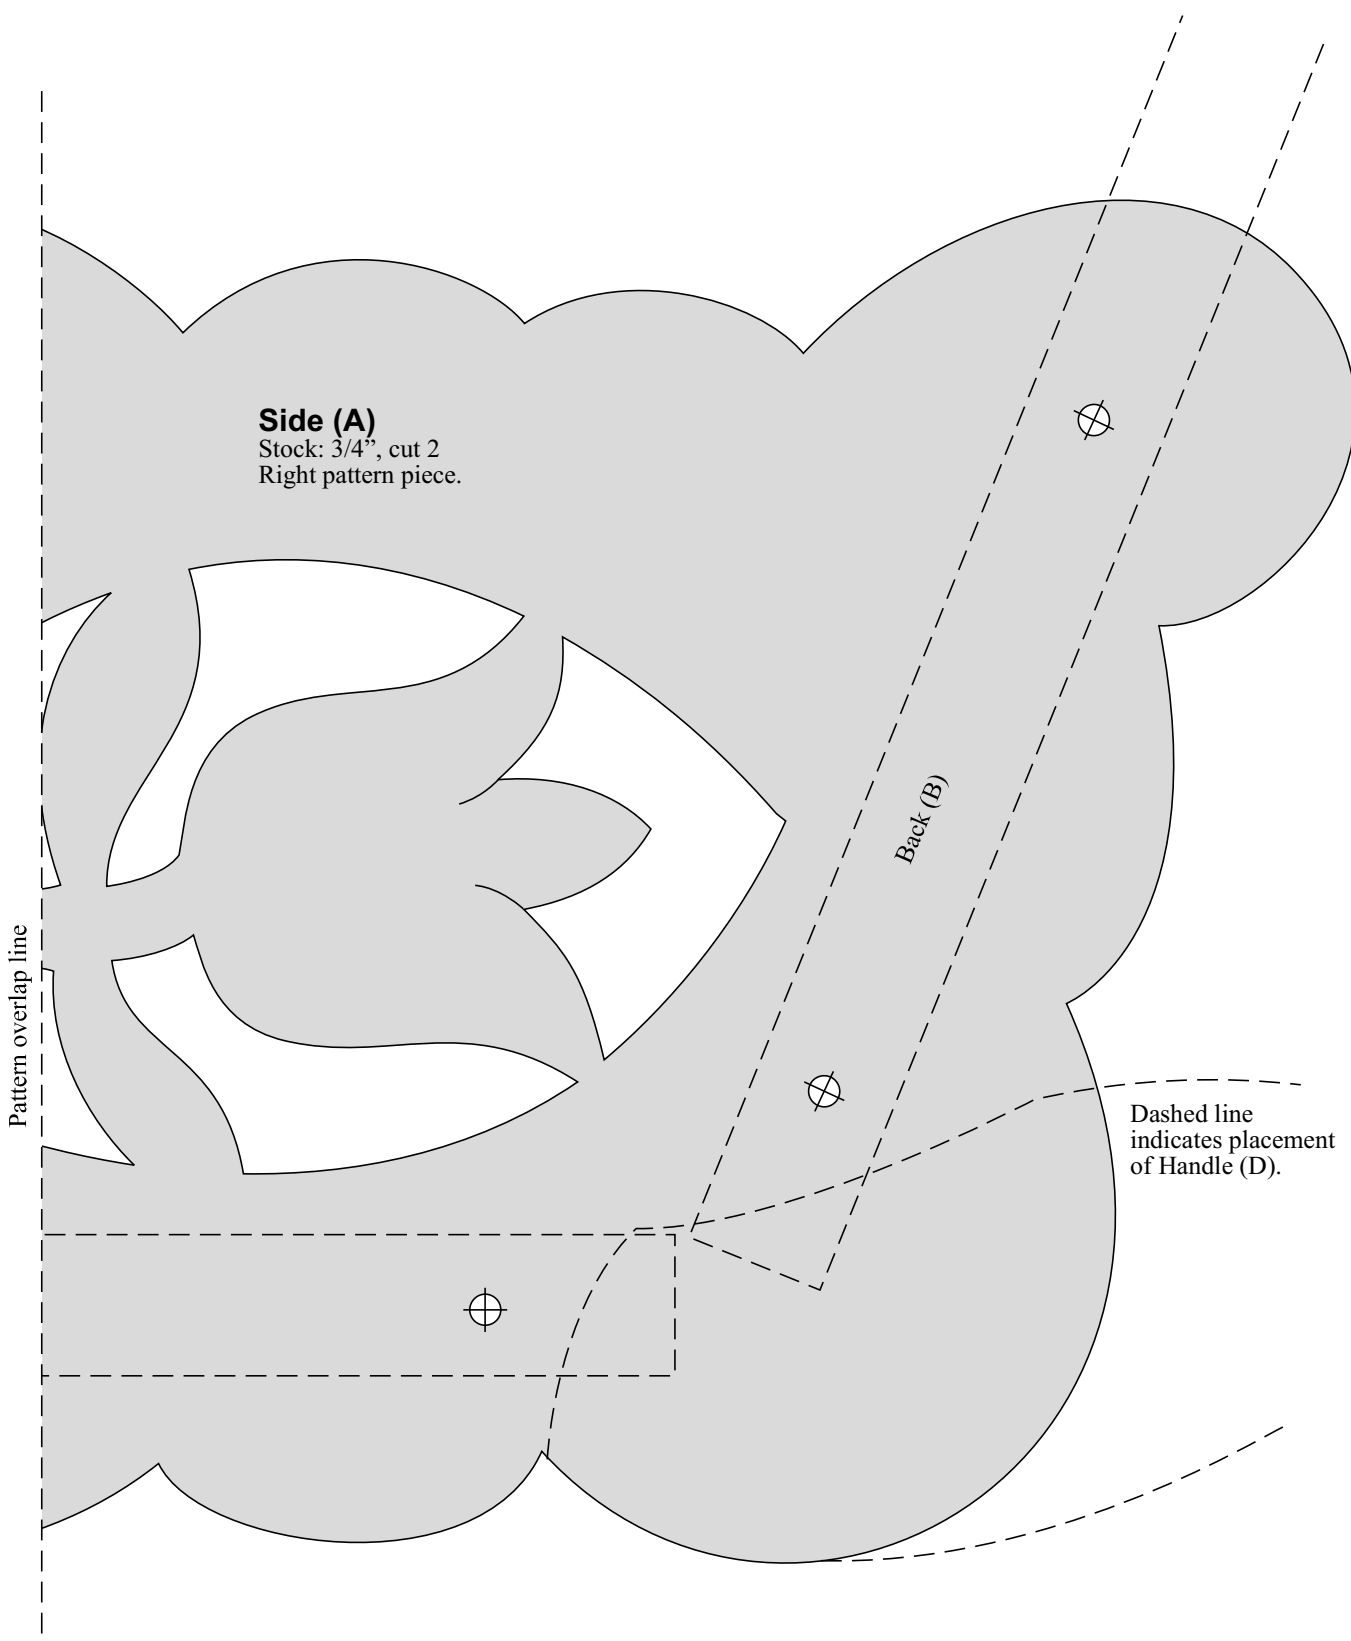 Side (A)
Stock: 3/4”, cut 2
Right pattern piece.
Back (B)
Pattern overlap line
Dashed line
indicates placement
of Handle (D).